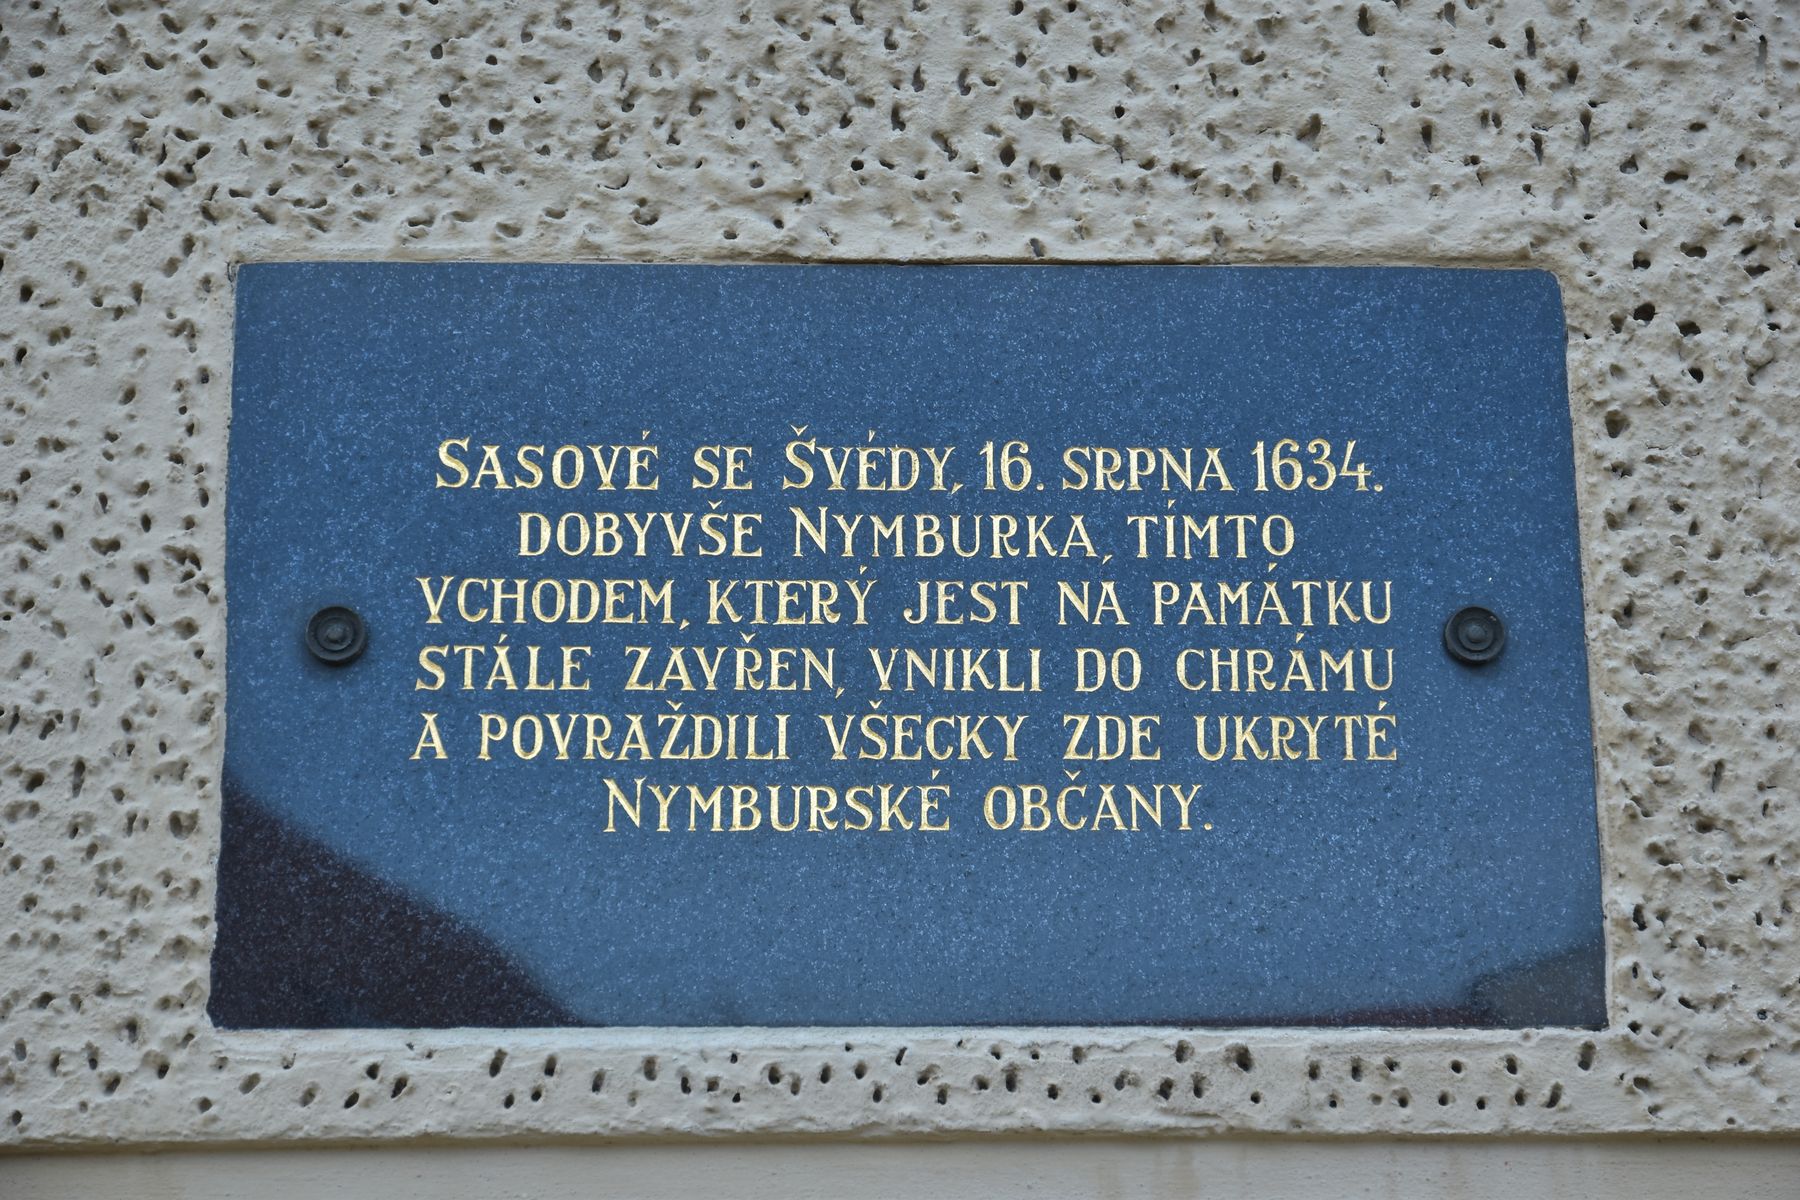 SASOVÉ SE ŠVÉDY, 16. SRPNA 1634.
DOBYVŠE NYMBURKA, TÍMTO
VCHODEM, KTERÝ JEST NÁ PAMÁTKU
STÁLE ZAVŘEN, VNIKLI DO CHRÁMU
A POVRAŽDILI VŠECKY ZDE UKRYTÉ
NYMBURSKÉ OBČANY.